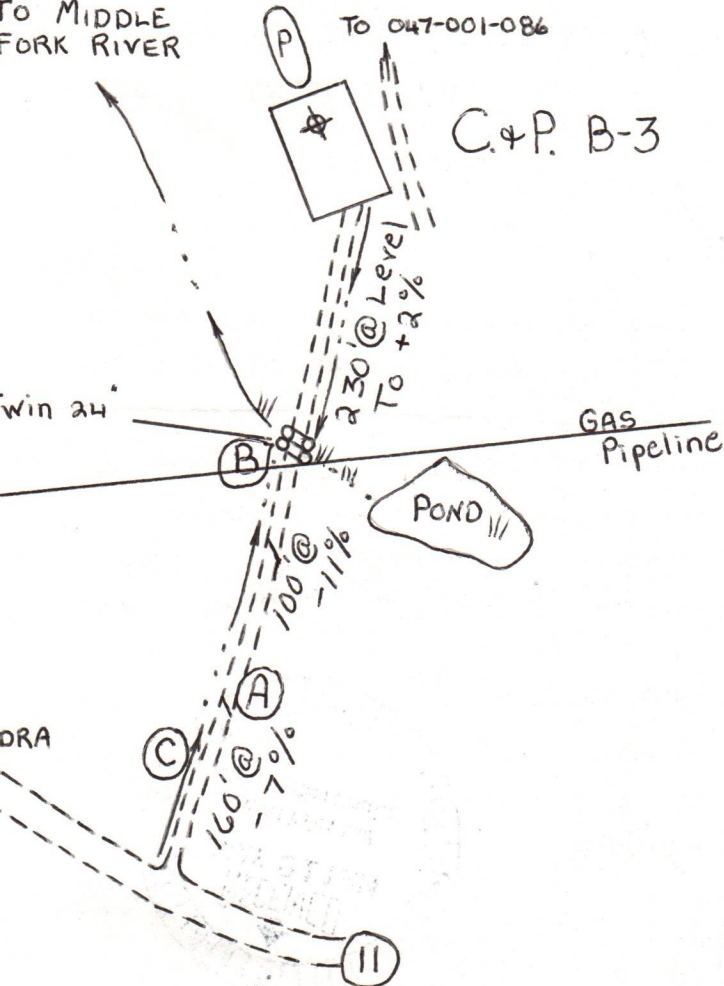 TO MIDDLE
FORK RIVER
P
TO 047-001-086
C.&P. B-3
230' @ Level
TO +2%
Twin 24"
GAS
Pipeline
B
POND
100' @
-11%
A
C
160' @
-7%
11